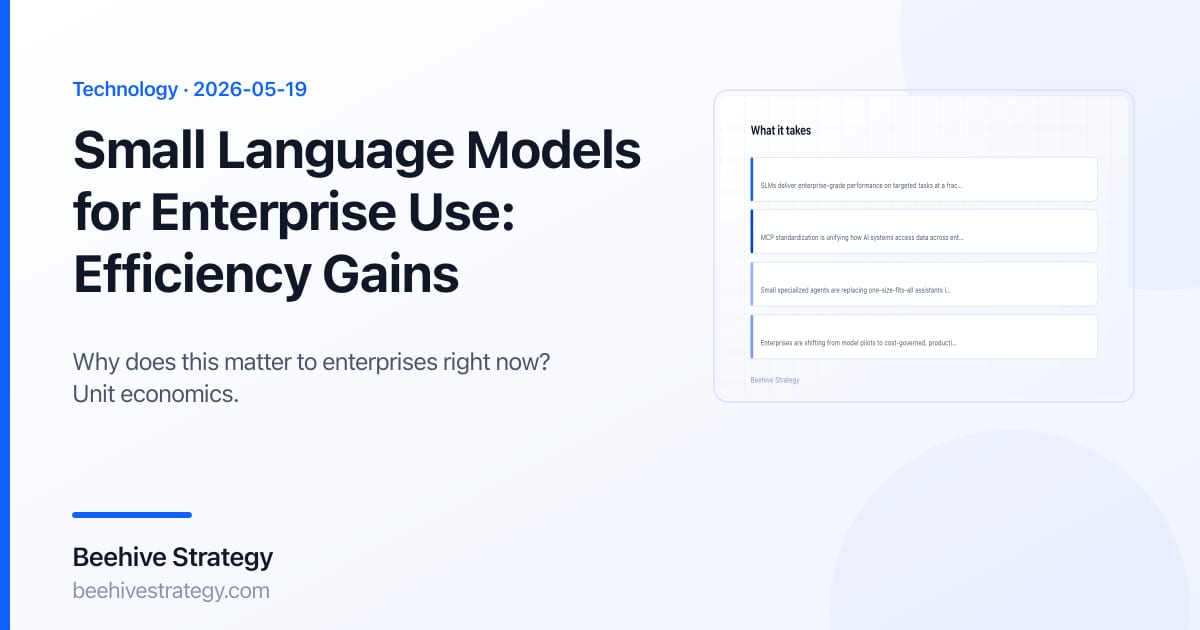 Technology · 2026-05-19
Small Language Models
for Enterprise Use:
Efficiency Gains
Why does this matter to enterprises right now?
Unit economics.
Beehive Strategy
beehivestrategy.com
What it takes
SLMs deliver enterprise-grade performance on targeted tasks at a frac...
MCP standardization is unifying how AI systems access data across ent...
Small specialized agents are replacing one-size-fits-all assistants i...
Enterprises are shifting from model pilots to cost-governed, producti...
Beehive Strategy